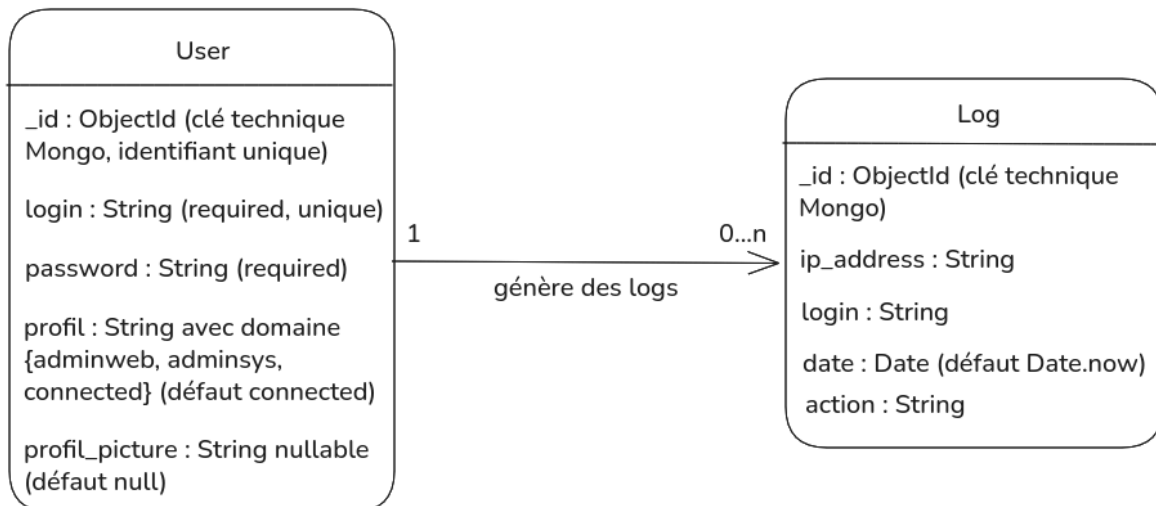 User
_id : ObjectId (clé technique
Mongo, identifiant unique)
login : String (required, unique)
password : String (required)
profil : String avec domaine
{adminweb, adminsys,
connected} (défaut connected)
profil_picture : String nullable
(défaut null)
1
0...n
génère des logs
Log
_id : ObjectId (clé technique
Mongo)
ip_address : String
login : String
date : Date (défaut Date.now)
action : String